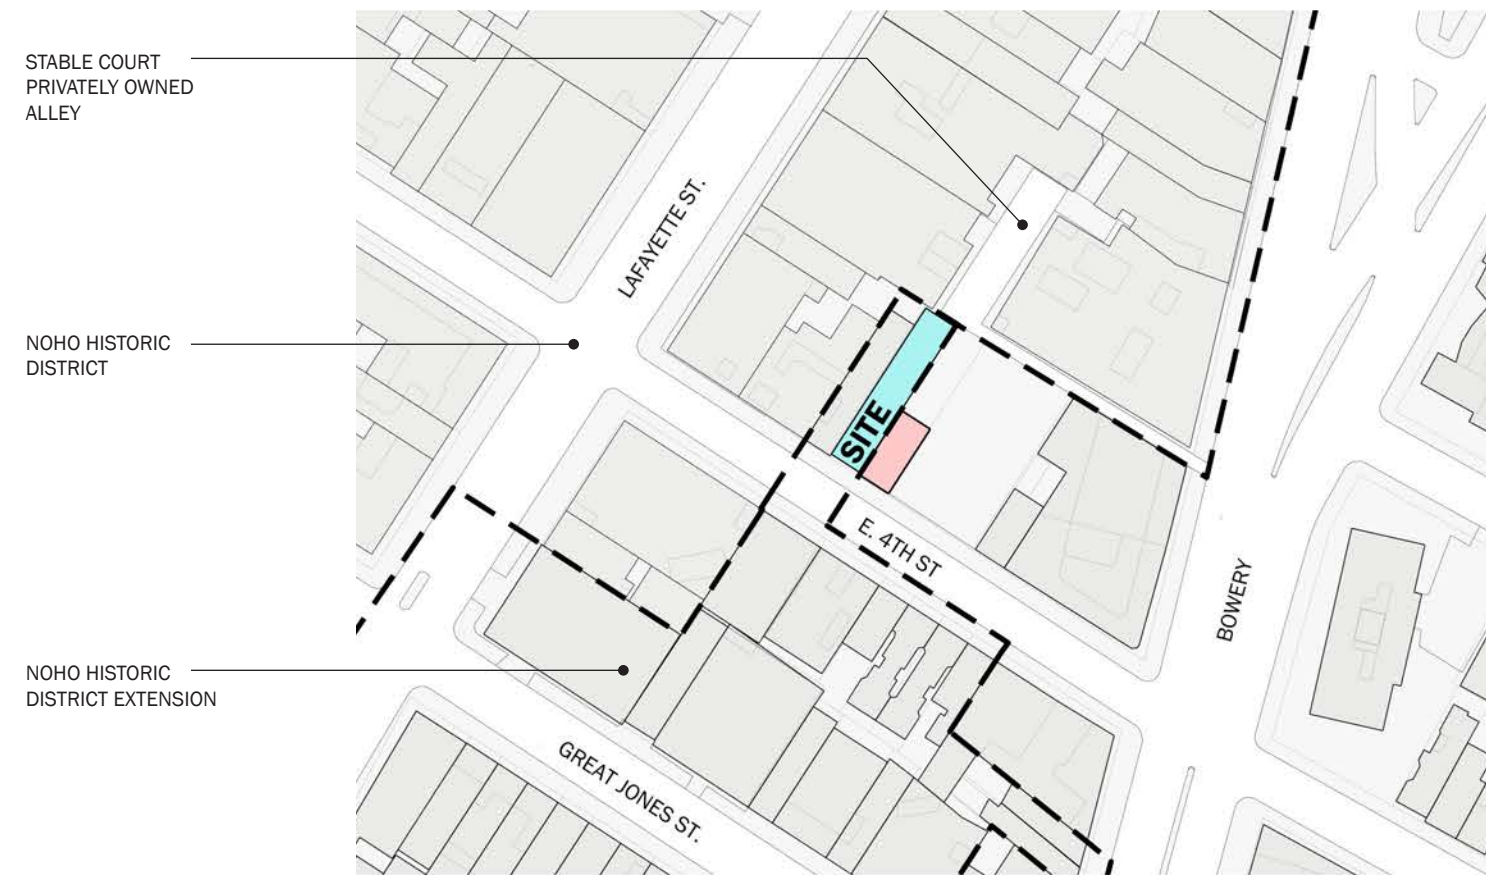 STABLE COURT
PRIVATELY OWNED
ALLEY
LAFAYETTE ST.
NOHO HISTORIC
DISTRICT
SITE
E. 4TH ST
BOWERY
NOHO HISTORIC
DISTRICT EXTENSION
GREAT JONES ST.